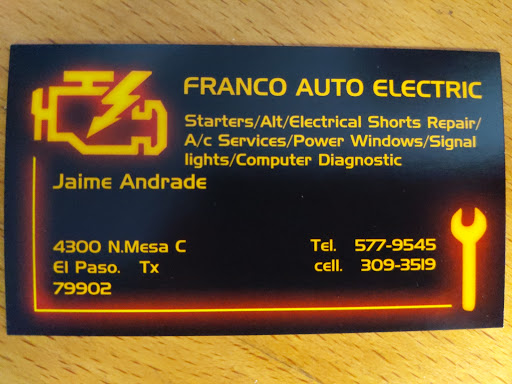 FRANCO AUTO ELECTRIC
Starters/Alt/Electrical Shorts Repair/
A/c Services/Power Windows/Signal
lights/Computer Diagnostic
Jaime Andrade
4300 N.Mesa C
El Paso. Tx
79902
Tel. 577-9545
cell. 309-3519